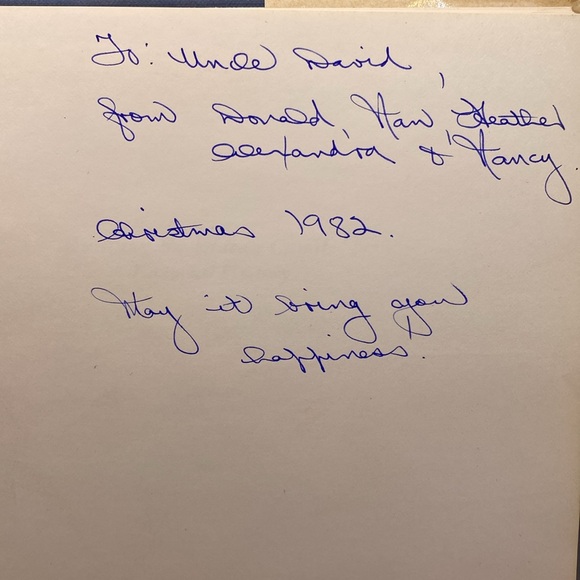 To: Uncle David,
from Donald, Nan, Heather
Alexandra & Nancy.
Christmas 1982.
May it bring you
happiness.